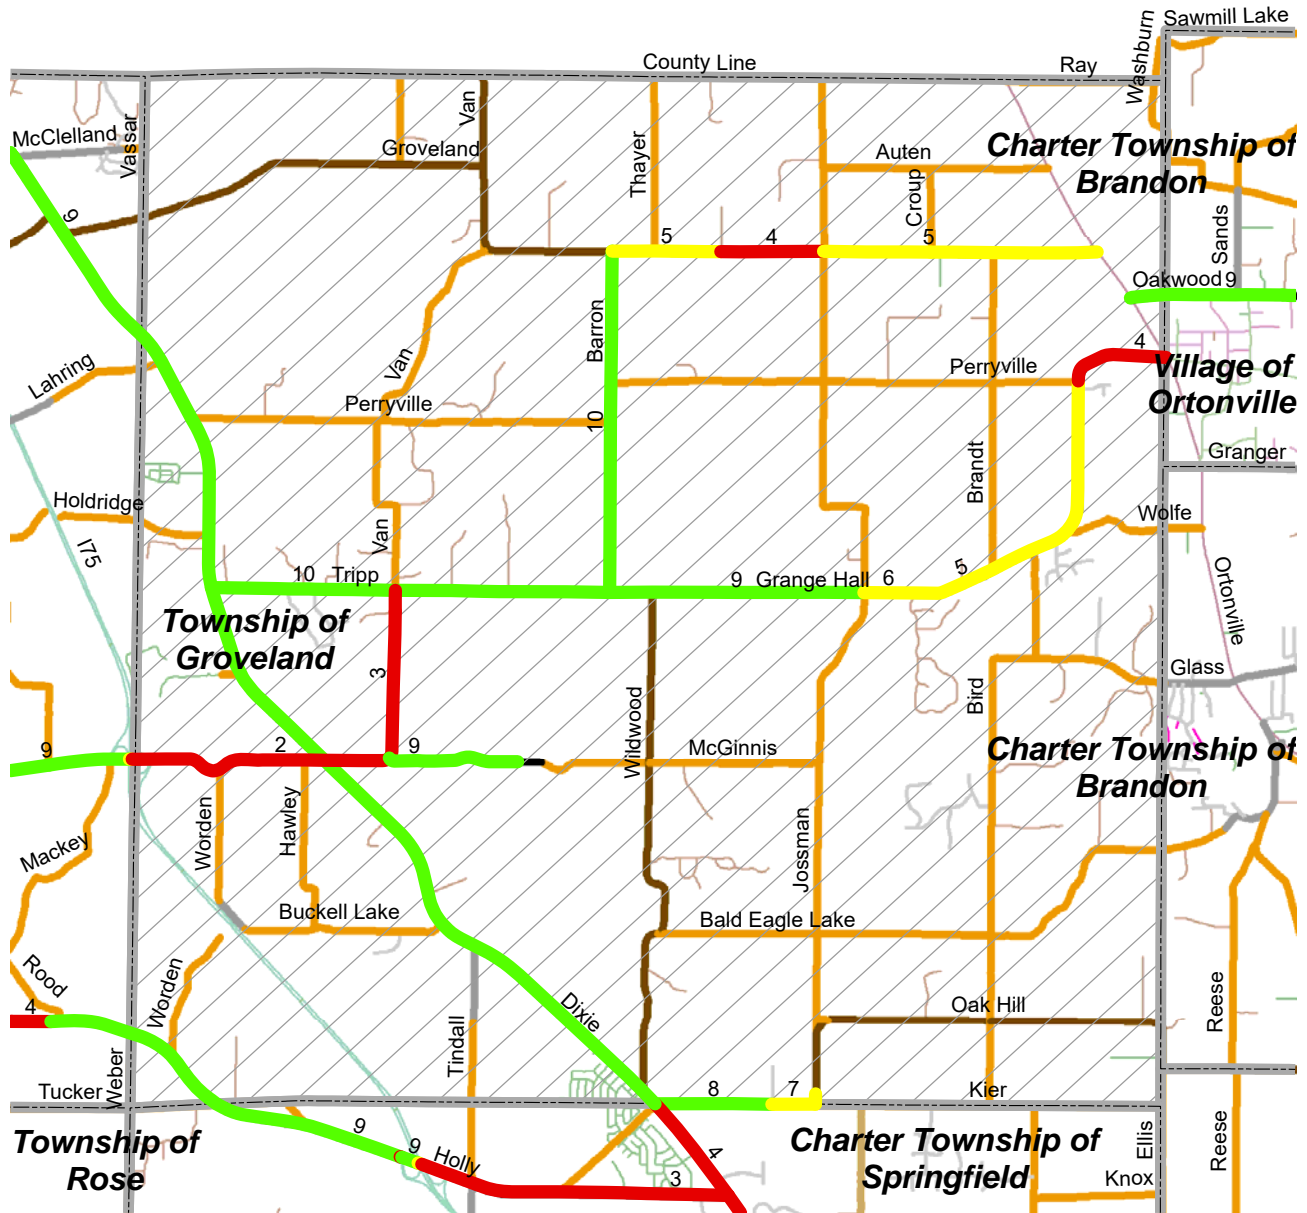 Sawmill Lake
Washburn
County Line
Ray
Van
McClelland
Vassar
Groveland
Thayer
Auten
Croup
Charter Township of
Brandon
9
Sands
5
4
5
Oakwood
9
Barron
4
Lahring
Van
Perryville
Village of
Ortonville
Perryville
10
Granger
Brandt
Holdridge
Wolfe
Van
I75
10
Tripp
9
Grange Hall
6
5
Ortonville
Township of
Groveland
3
Glass
Bird
Wildwood
9
2
9
McGinnis
Charter Township of
Brandon
Worden
Hawley
Mackey
Jossman
Buckell Lake
Bald Eagle Lake
Rood
Worden
4
Dixie
Oak Hill
Reese
Tindall
Weber
Tucker
8
7
Kier
Township of
Rose
9
9
Holly
4
3
Charter Township of
Springfield
Ellis
Reese
Knox